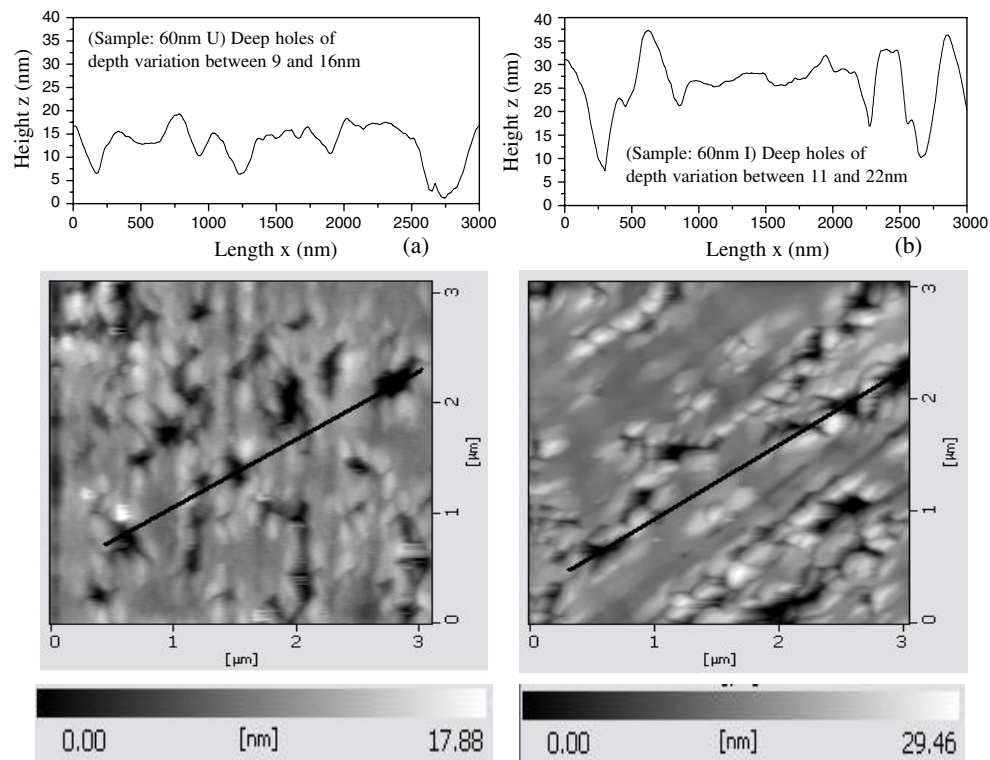 40
35
30
25
20
15
10
5
0
Height z (nm)
(Sample: 60nm U) Deep holes of
depth variation between 9 and 16nm
0 500 1000 1500 2000 2500 3000
Length x (nm)
(a)
40
35
30
25
20
15
10
5
0
Height z (nm)
(Sample: 60nm I) Deep holes of
depth variation between 11 and 22nm
0 500 1000 1500 2000 2500 3000
Length x (nm)
(b)
3
2
[µm]
1
0
0 1 2 3
[µm]
3
2
[µm]
1
0
0 1 2 3
[µm]
0.00 [nm] 17.88
0.00 [nm] 29.46